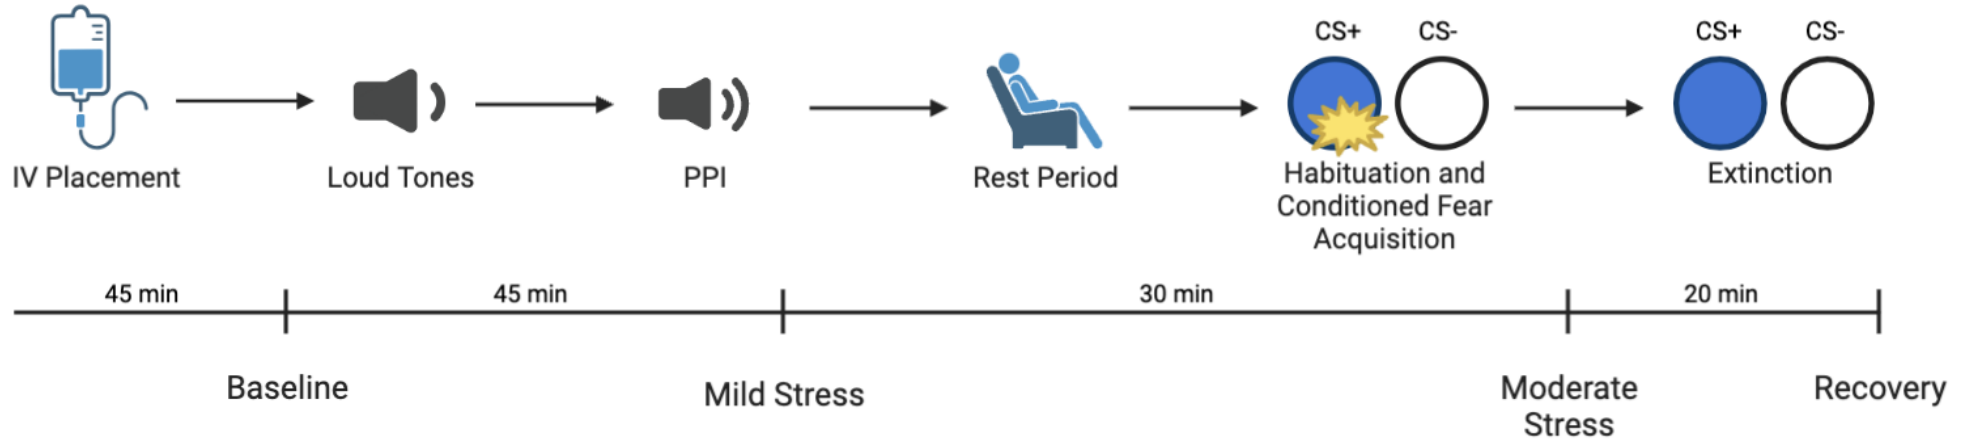 CS+
CS-
CS+
CS-
IV Placement
Loud Tones
PPI
Rest Period
Habituation and
Conditioned Fear
Acquisition
Extinction
45 min
45 min
30 min
20 min
Baseline
Mild Stress
Moderate
Stress
Recovery